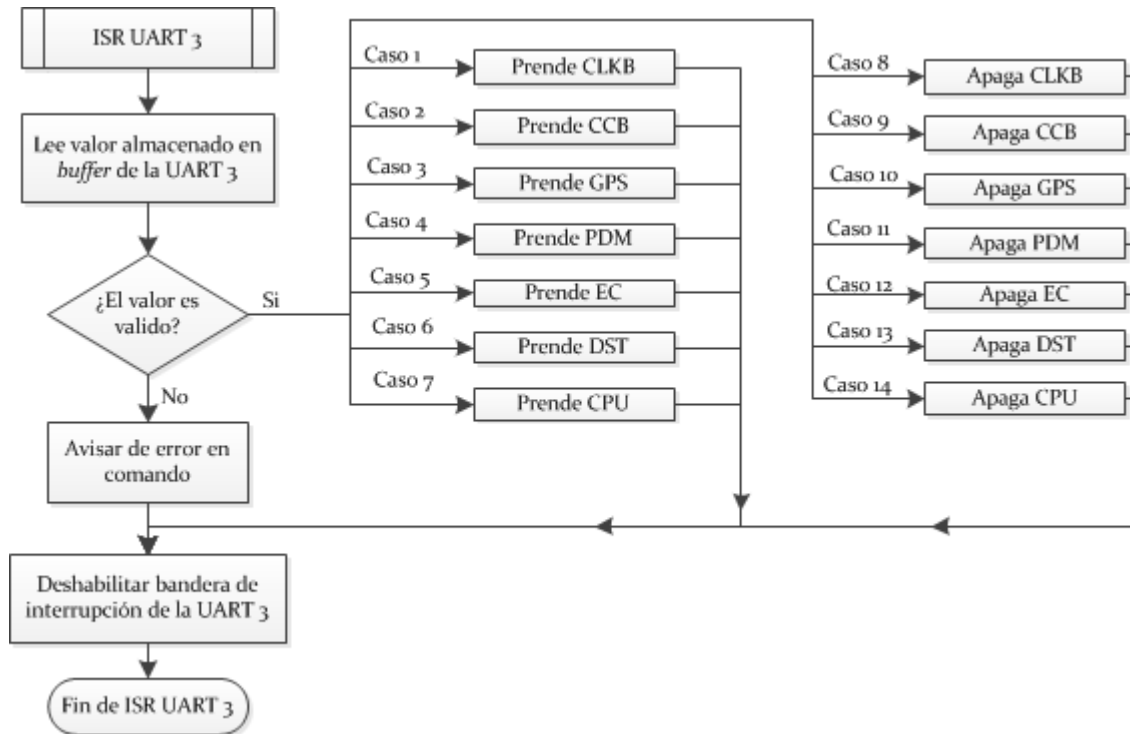 ISR UART 3
Lee valor almacenado en
buffer de la UART 3
¿El valor es
valido?
Si
No
Avisar de error en
comando
Deshabilitar bandera de
interrupción de la UART 3
Fin de ISR UART 3
Caso 1
Prende CLKB
Caso 2
Prende CCB
Caso 3
Prende GPS
Caso 4
Prende PDM
Caso 5
Prende EC
Caso 6
Prende DST
Caso 7
Prende CPU
Caso 8
Apaga CLKB
Caso 9
Apaga CCB
Caso 10
Apaga GPS
Caso 11
Apaga PDM
Caso 12
Apaga EC
Caso 13
Apaga DST
Caso 14
Apaga CPU